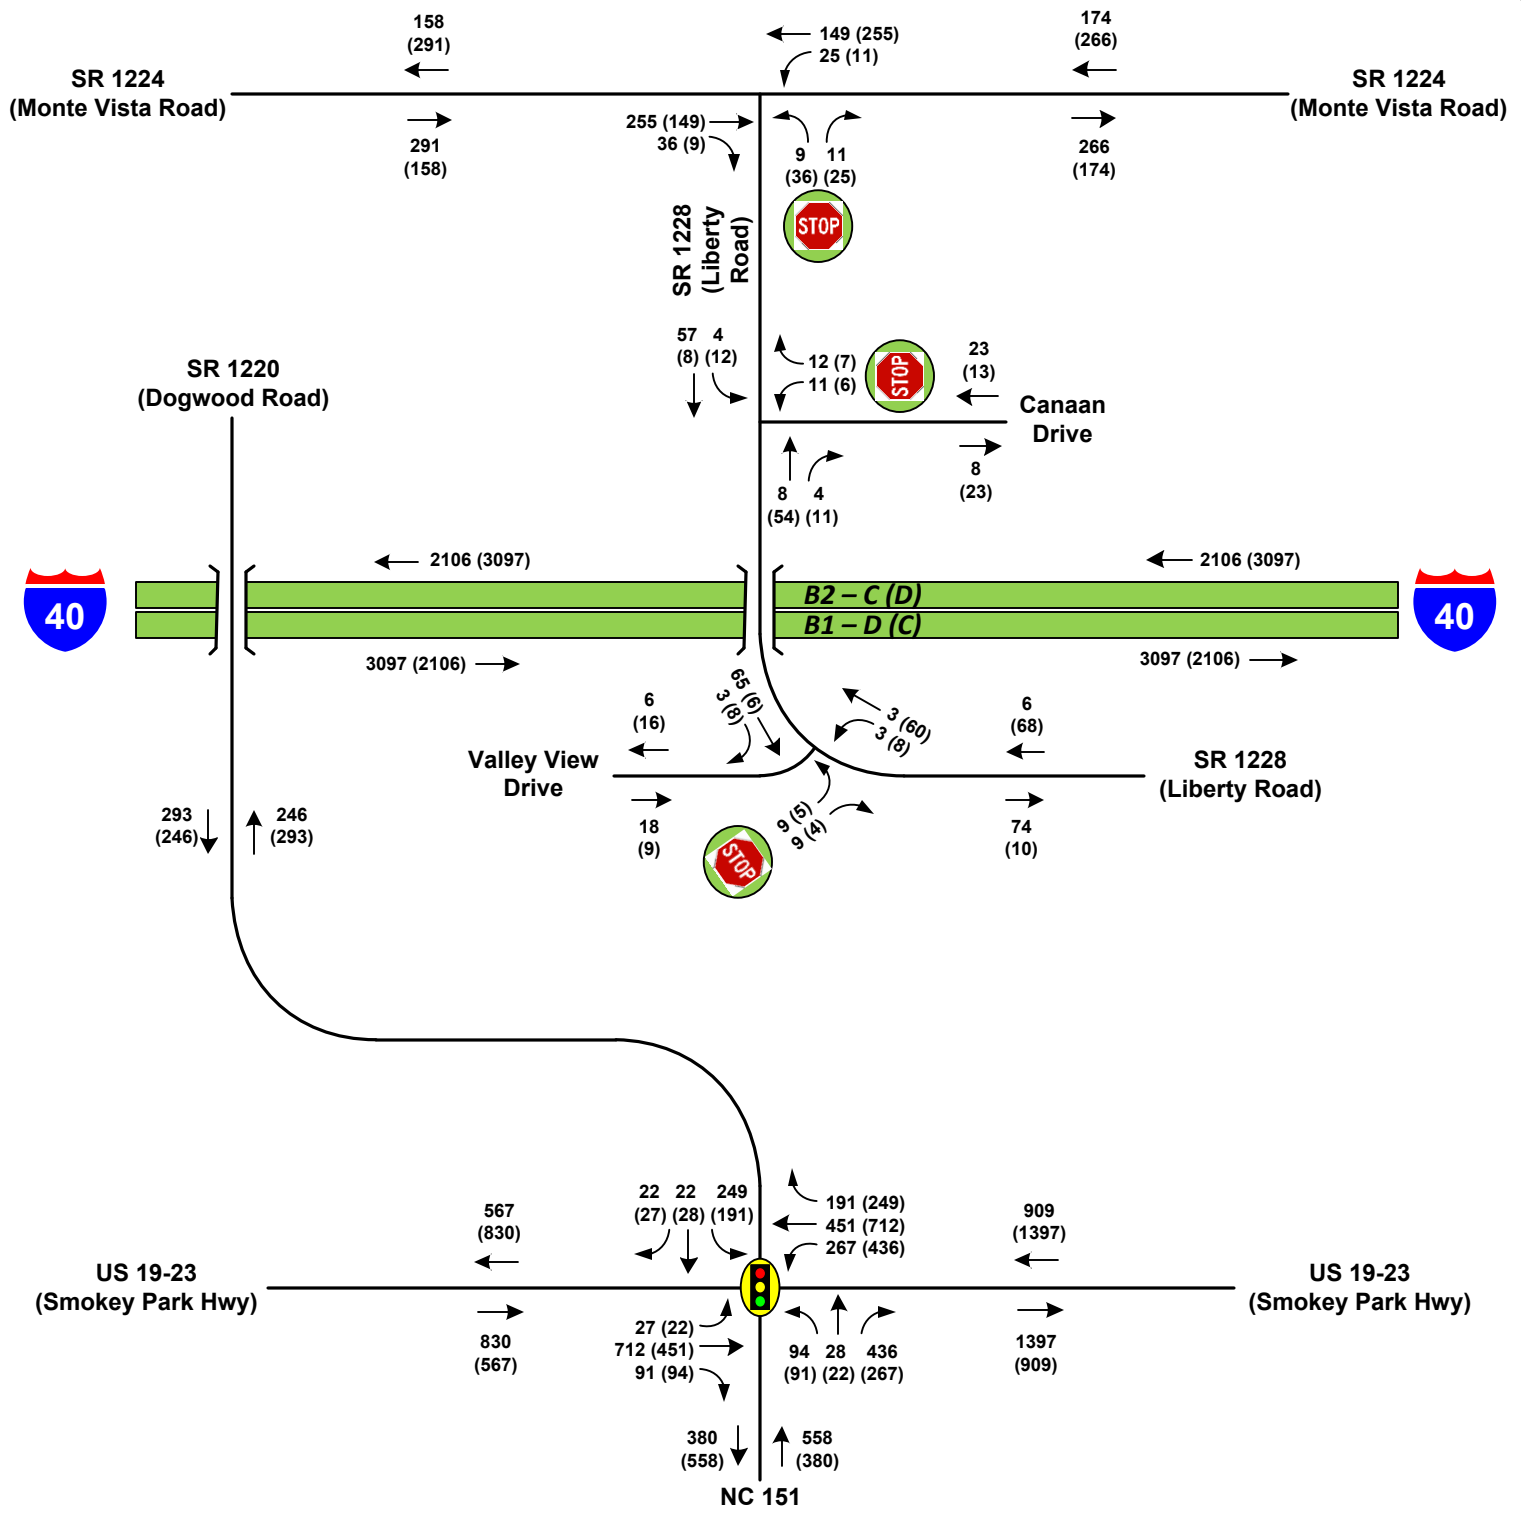 158
(291)
149 (255)
25 (11)
174
(266)
SR 1224
(Monte Vista Road)
SR 1224
(Monte Vista Road)
291
(158)
255 (149)
36 (9)
9 11
(36) (25)
266
(174)
STOP
SR 1228
(Liberty
Road)
57 4
(8) (12)
12 (7)
11 (6)
STOP
23
(13)
Canaan
Drive
8
(23)
8 4
(54) (11)
SR 1220
(Dogwood Road)
2106 (3097)
2106 (3097)
40
B2 – C (D)
B1 – D (C)
40
3097 (2106)
3097 (2106)
65 (6)
3 (8)
3 (60)
3 (8)
6
(16)
6
(68)
Valley View
Drive
SR 1228
(Liberty Road)
18
(9)
STOP
9 (5)
9 (4)
74
(10)
293
(246)
246
(293)
22 22 249
(27) (28) (191)
191 (249)
451 (712)
267 (436)
567
(830)
909
(1397)
US 19-23
(Smokey Park Hwy)
US 19-23
(Smokey Park Hwy)
830
(567)
27 (22)
712 (451)
91 (94)
94 28 436
(91) (22) (267)
1397
(909)
380
(558)
558
(380)
NC 151